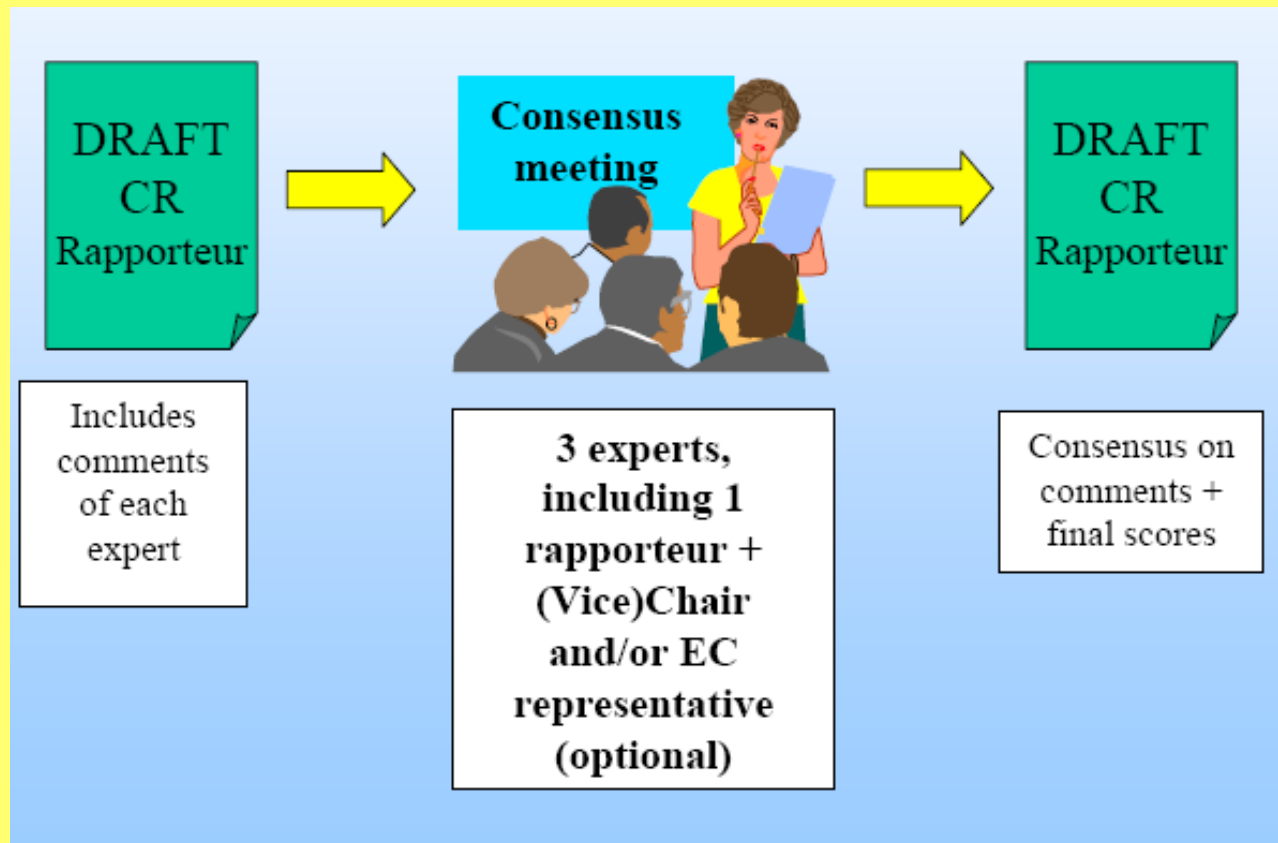 DRAFT
CR
Rapporteur
Includes
comments
of each
expert
Consensus
meeting
3 experts,
including 1
rapporteur +
(Vice)Chair
and/or EC
representative
(optional)
DRAFT
CR
Rapporteur
Consensus on
comments +
final scores